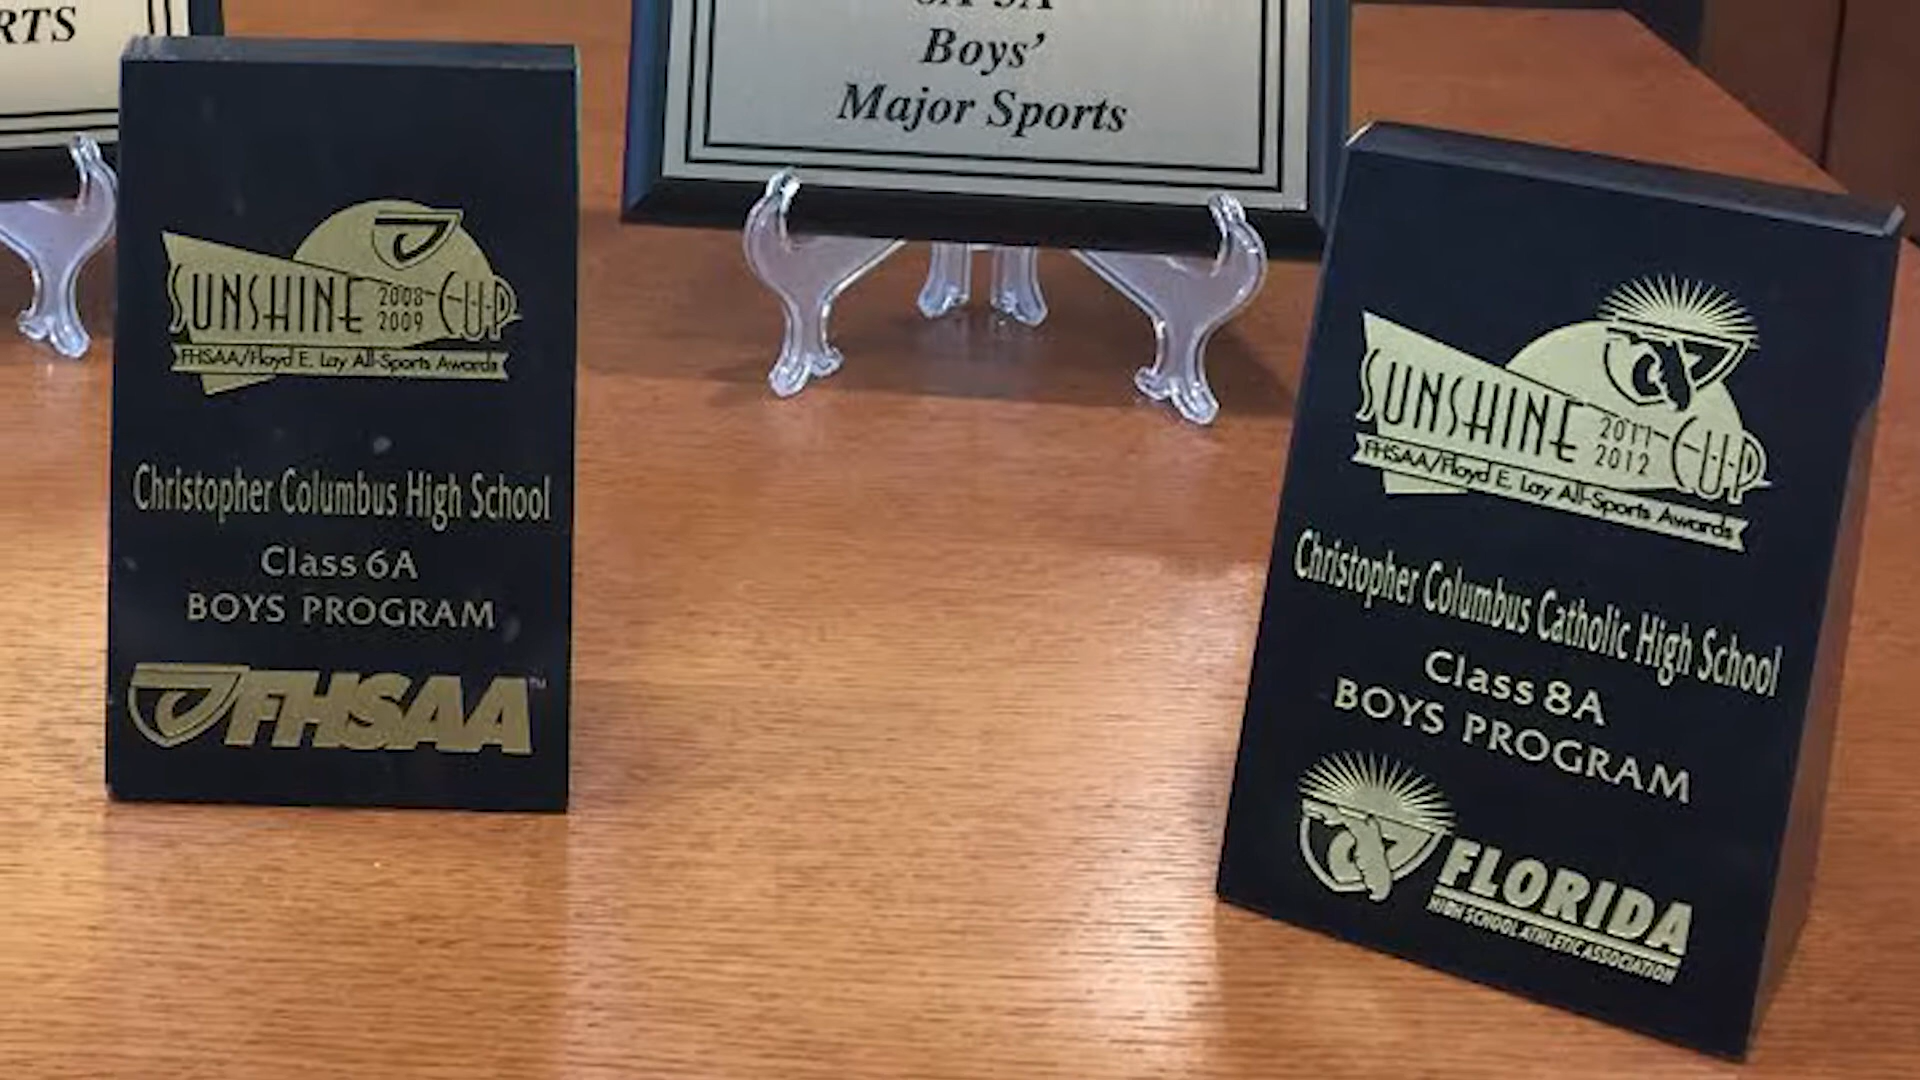 RTS
Boys’
Major Sports
SUNSHINE 2008-2009 CUP
FHSAA/Floyd E. Lay All-Sports Awards
Christopher Columbus High School
Class 6A
BOYS PROGRAM
FHSAA™
SUNSHINE 2011-2012 CUP
FHSAA/Floyd E. Lay All-Sports Awards
Christopher Columbus Catholic High School
Class 8A
BOYS PROGRAM
FLORIDA
HIGH SCHOOL ATHLETIC ASSOCIATION